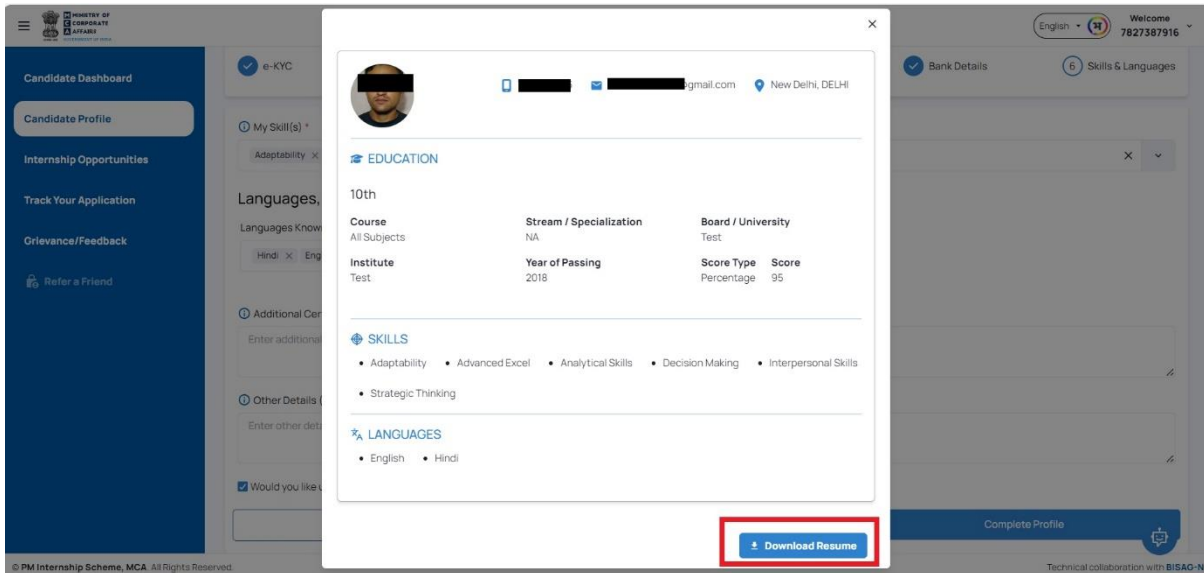 MINISTRY OF
CORPORATE
AFFAIRS
English
म
Welcome
7827387916
Candidate Dashboard
Candidate Profile
Internship Opportunities
Track Your Application
Grievance/Feedback
Refer a Friend
e-KYC
Bank Details
6 Skills & Languages
My Skill(s) *
Adaptability ×
Languages,
Languages Know
Hindi × Eng
Additional Cer
Enter additional
Other Details (
Enter other deta
Would you like u
Complete Profile
@gmail.com
New Delhi, DELHI
EDUCATION
10th
Course Stream / Specialization Board / University
All Subjects NA Test
Institute Year of Passing Score Type Score
Test 2018 Percentage 95
SKILLS
• Adaptability • Advanced Excel • Analytical Skills • Decision Making • Interpersonal Skills
• Strategic Thinking
LANGUAGES
• English • Hindi
Download Resume
© PM Internship Scheme, MCA. All Rights Reserved.
Technical collaboration with BISAG-N